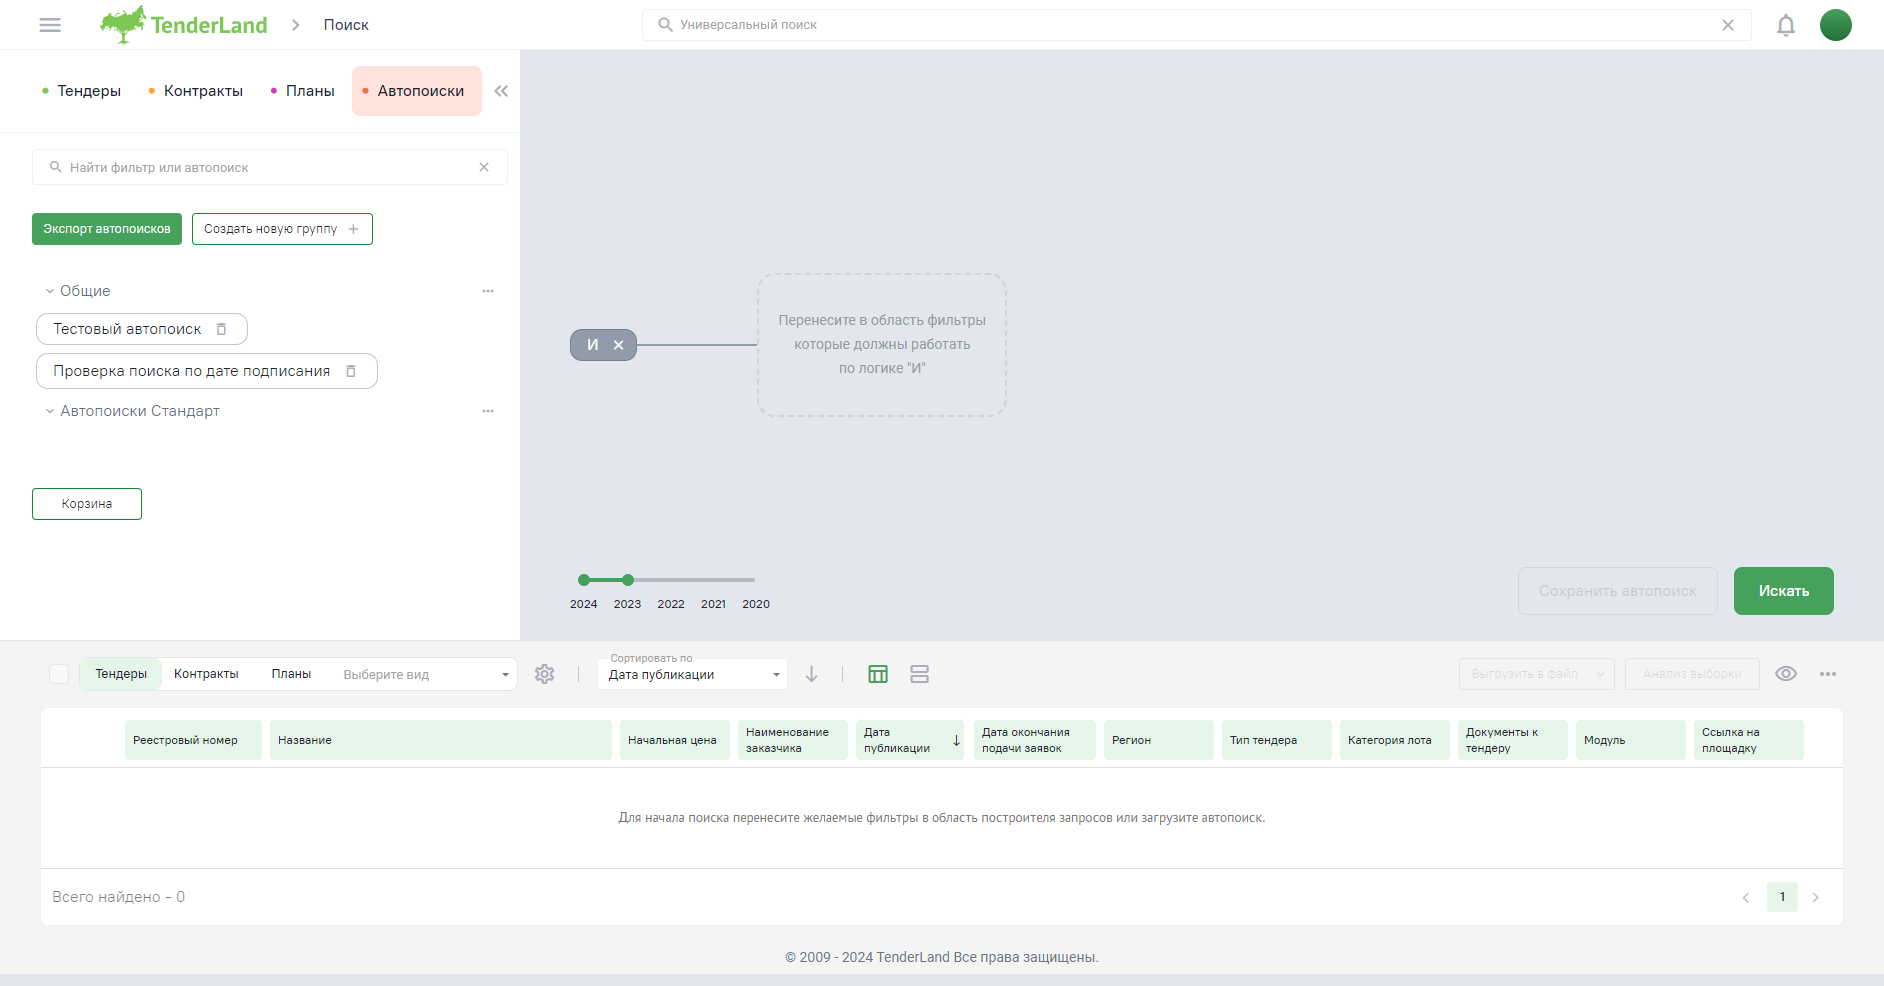 TenderLand
Поиск
Универсальный поиск
Тендеры
Контракты
Планы
Автопоиски
Найти фильтр или автопоиск
Экспорт автопоисков
Создать новую группу
Общие
Тестовый автопоиск
Проверка поиска по дате подписания
Автопоиски Стандарт
Корзина
И
Перенесите в область фильтры
которые должны работать
по логике "И"
2024 2023 2022 2021 2020
Сохранить автопоиск
Искать
Тендеры
Контракты
Планы
Выберите вид
Сортировать по
Дата публикации
Выгрузить в файл
Анализ выборки
Реестровый номер
Название
Начальная цена
Наименование
заказчика
Дата
публикации
Дата окончания
подачи заявок
Регион
Тип тендера
Категория лота
Документы к
тендеру
Модуль
Ссылка на
площадку
Для начала поиска перенесите желаемые фильтры в область построителя запросов или загрузите автопоиск.
Всего найдено - 0
1
© 2009 - 2024 TenderLand Все права защищены.